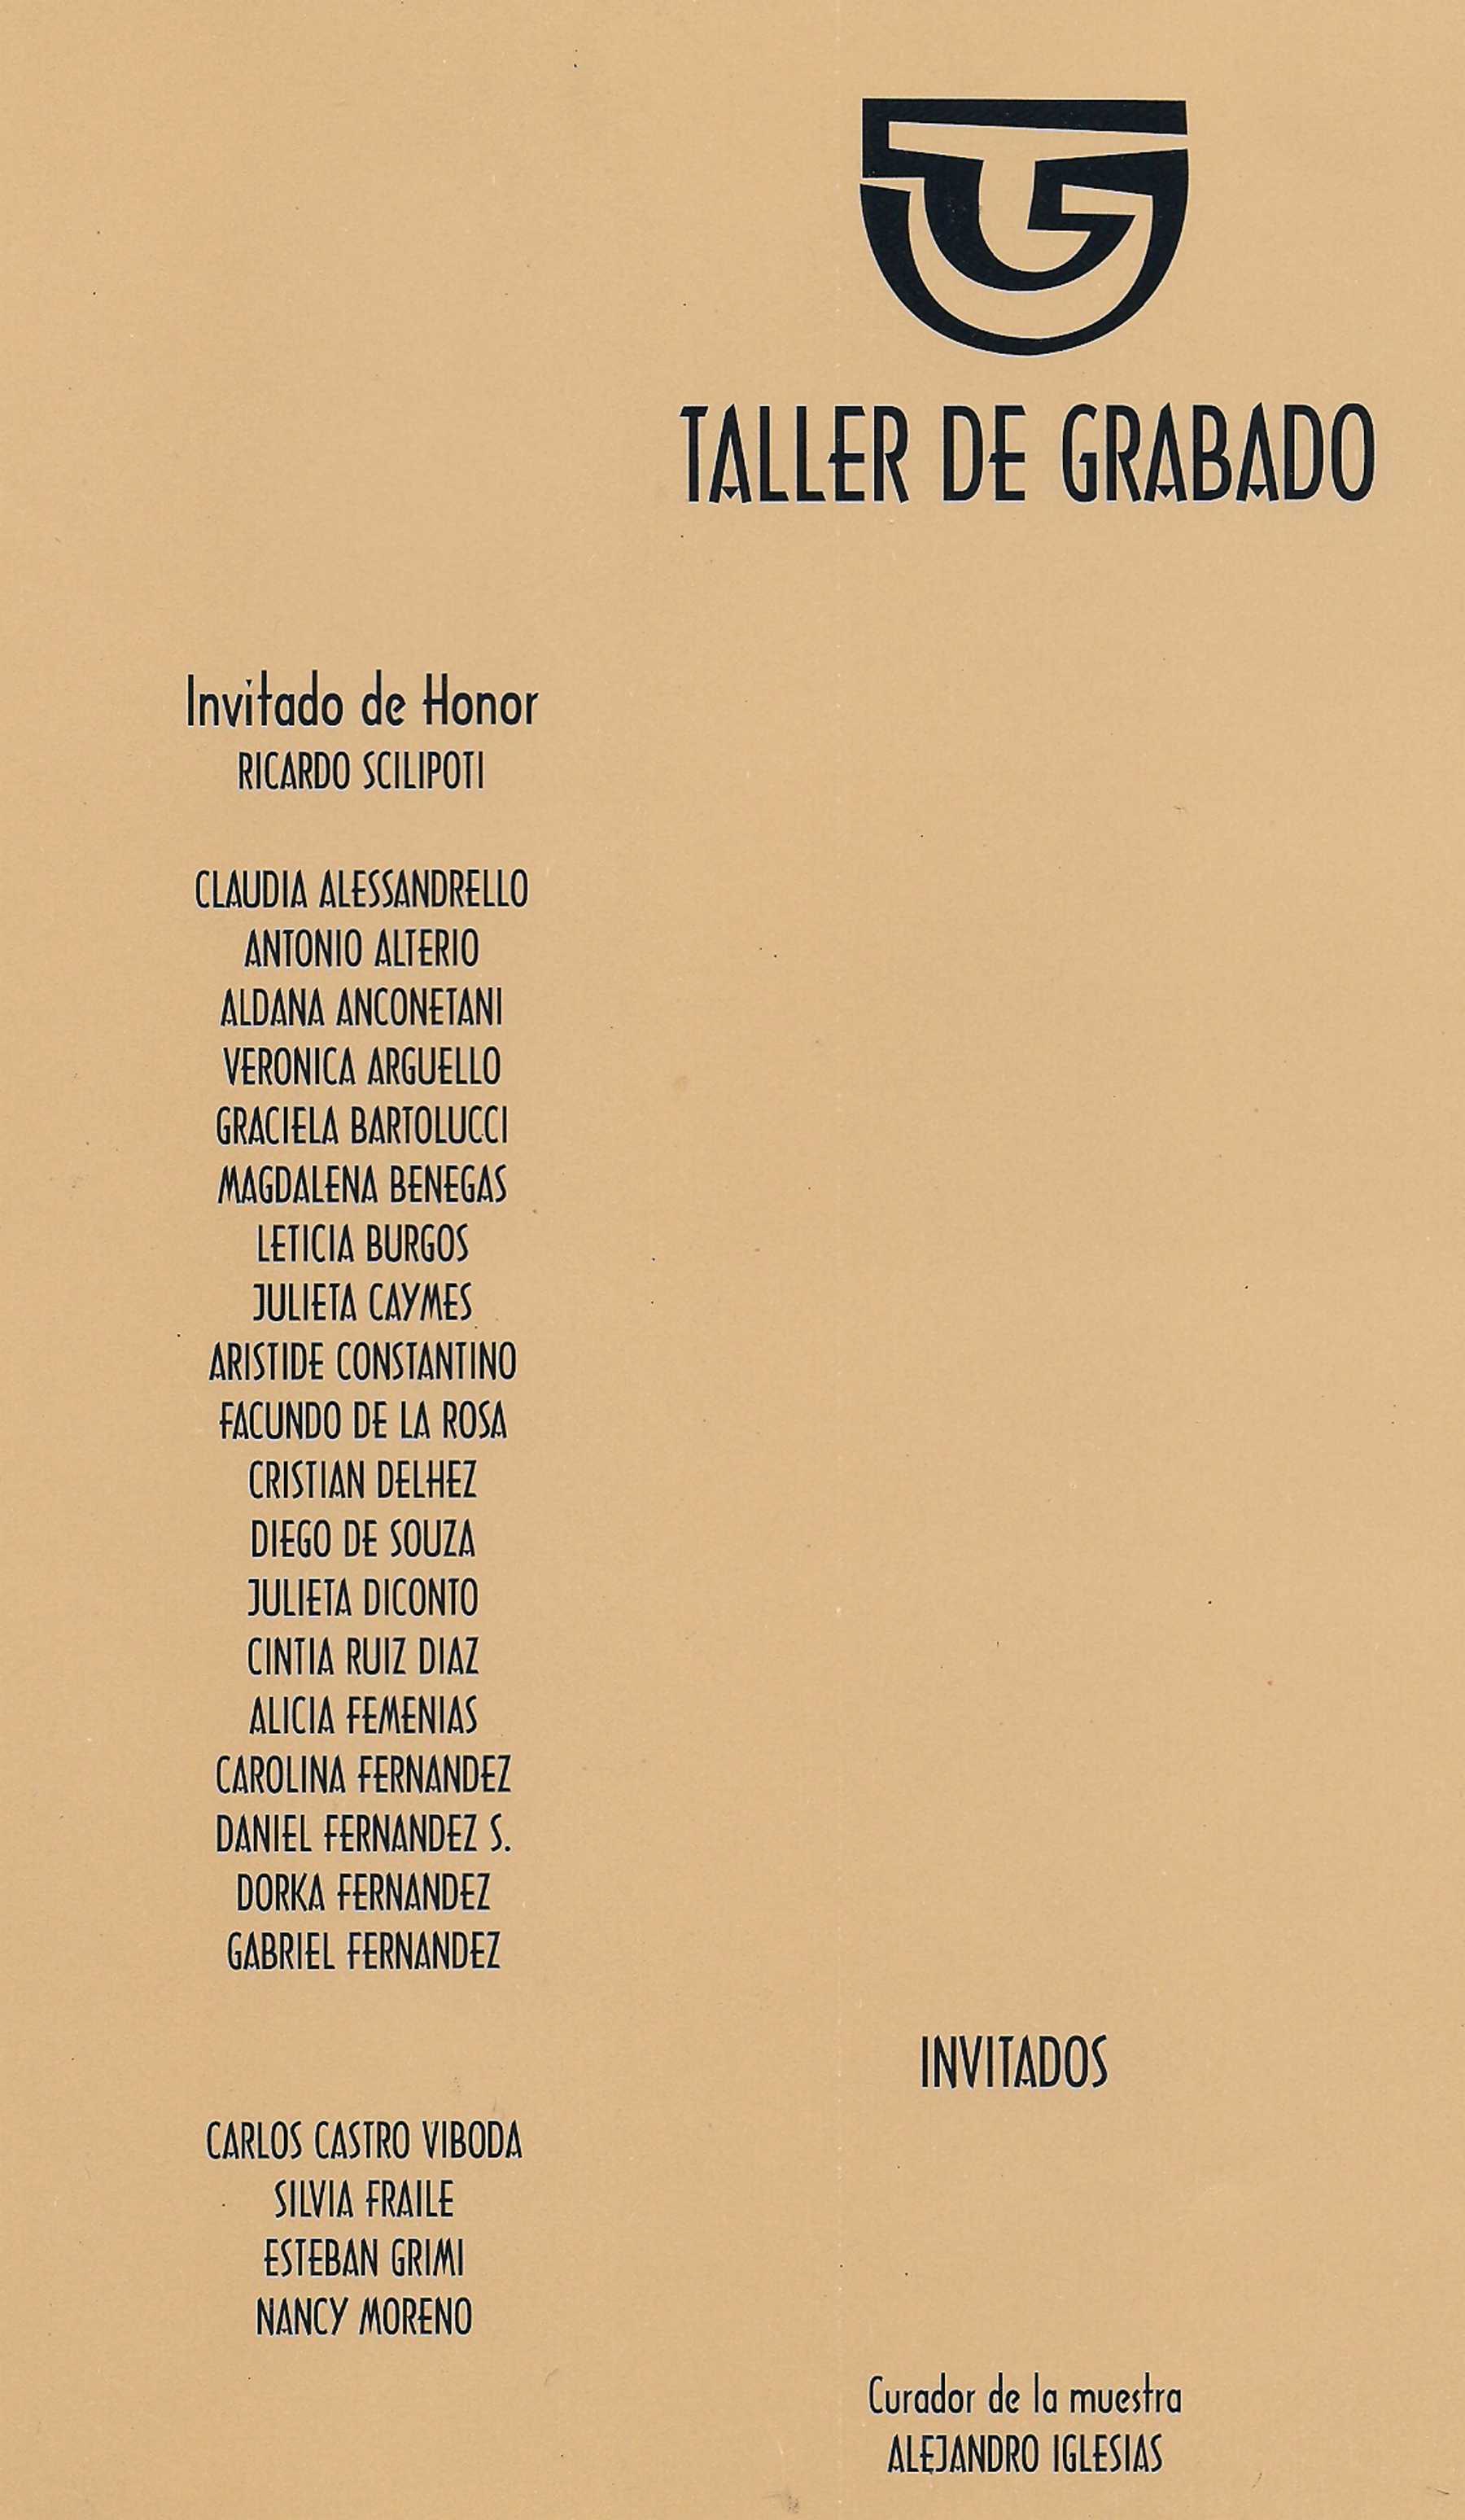 TALLER DE GRABADO
Invitado de Honor
RICARDO SCILIPOTI
CLAUDIA ALESSANDRELLO
ANTONIO ALTERIO
ALDANA ANCONETANI
VERONICA ARGUELLO
GRACIELA BARTOLUCCI
MAGDALENA BENEGAS
LETICIA BURGOS
JULIETA CAYMES
ARISTIDE CONSTANTINO
FACUNDO DE LA ROSA
CRISTIAN DELHEZ
DIEGO DE SOUZA
JULIETA DICONTO
CINTIA RUIZ DIAZ
ALICIA FEMENIAS
CAROLINA FERNANDEZ
DANIEL FERNANDEZ S.
DORKA FERNANDEZ
GABRIEL FERNANDEZ
INVITADOS
CARLOS CASTRO VIBODA
SILVIA FRAILE
ESTEBAN GRIMI
NANCY MORENO
Curador de la muestra
ALEJANDRO IGLESIAS